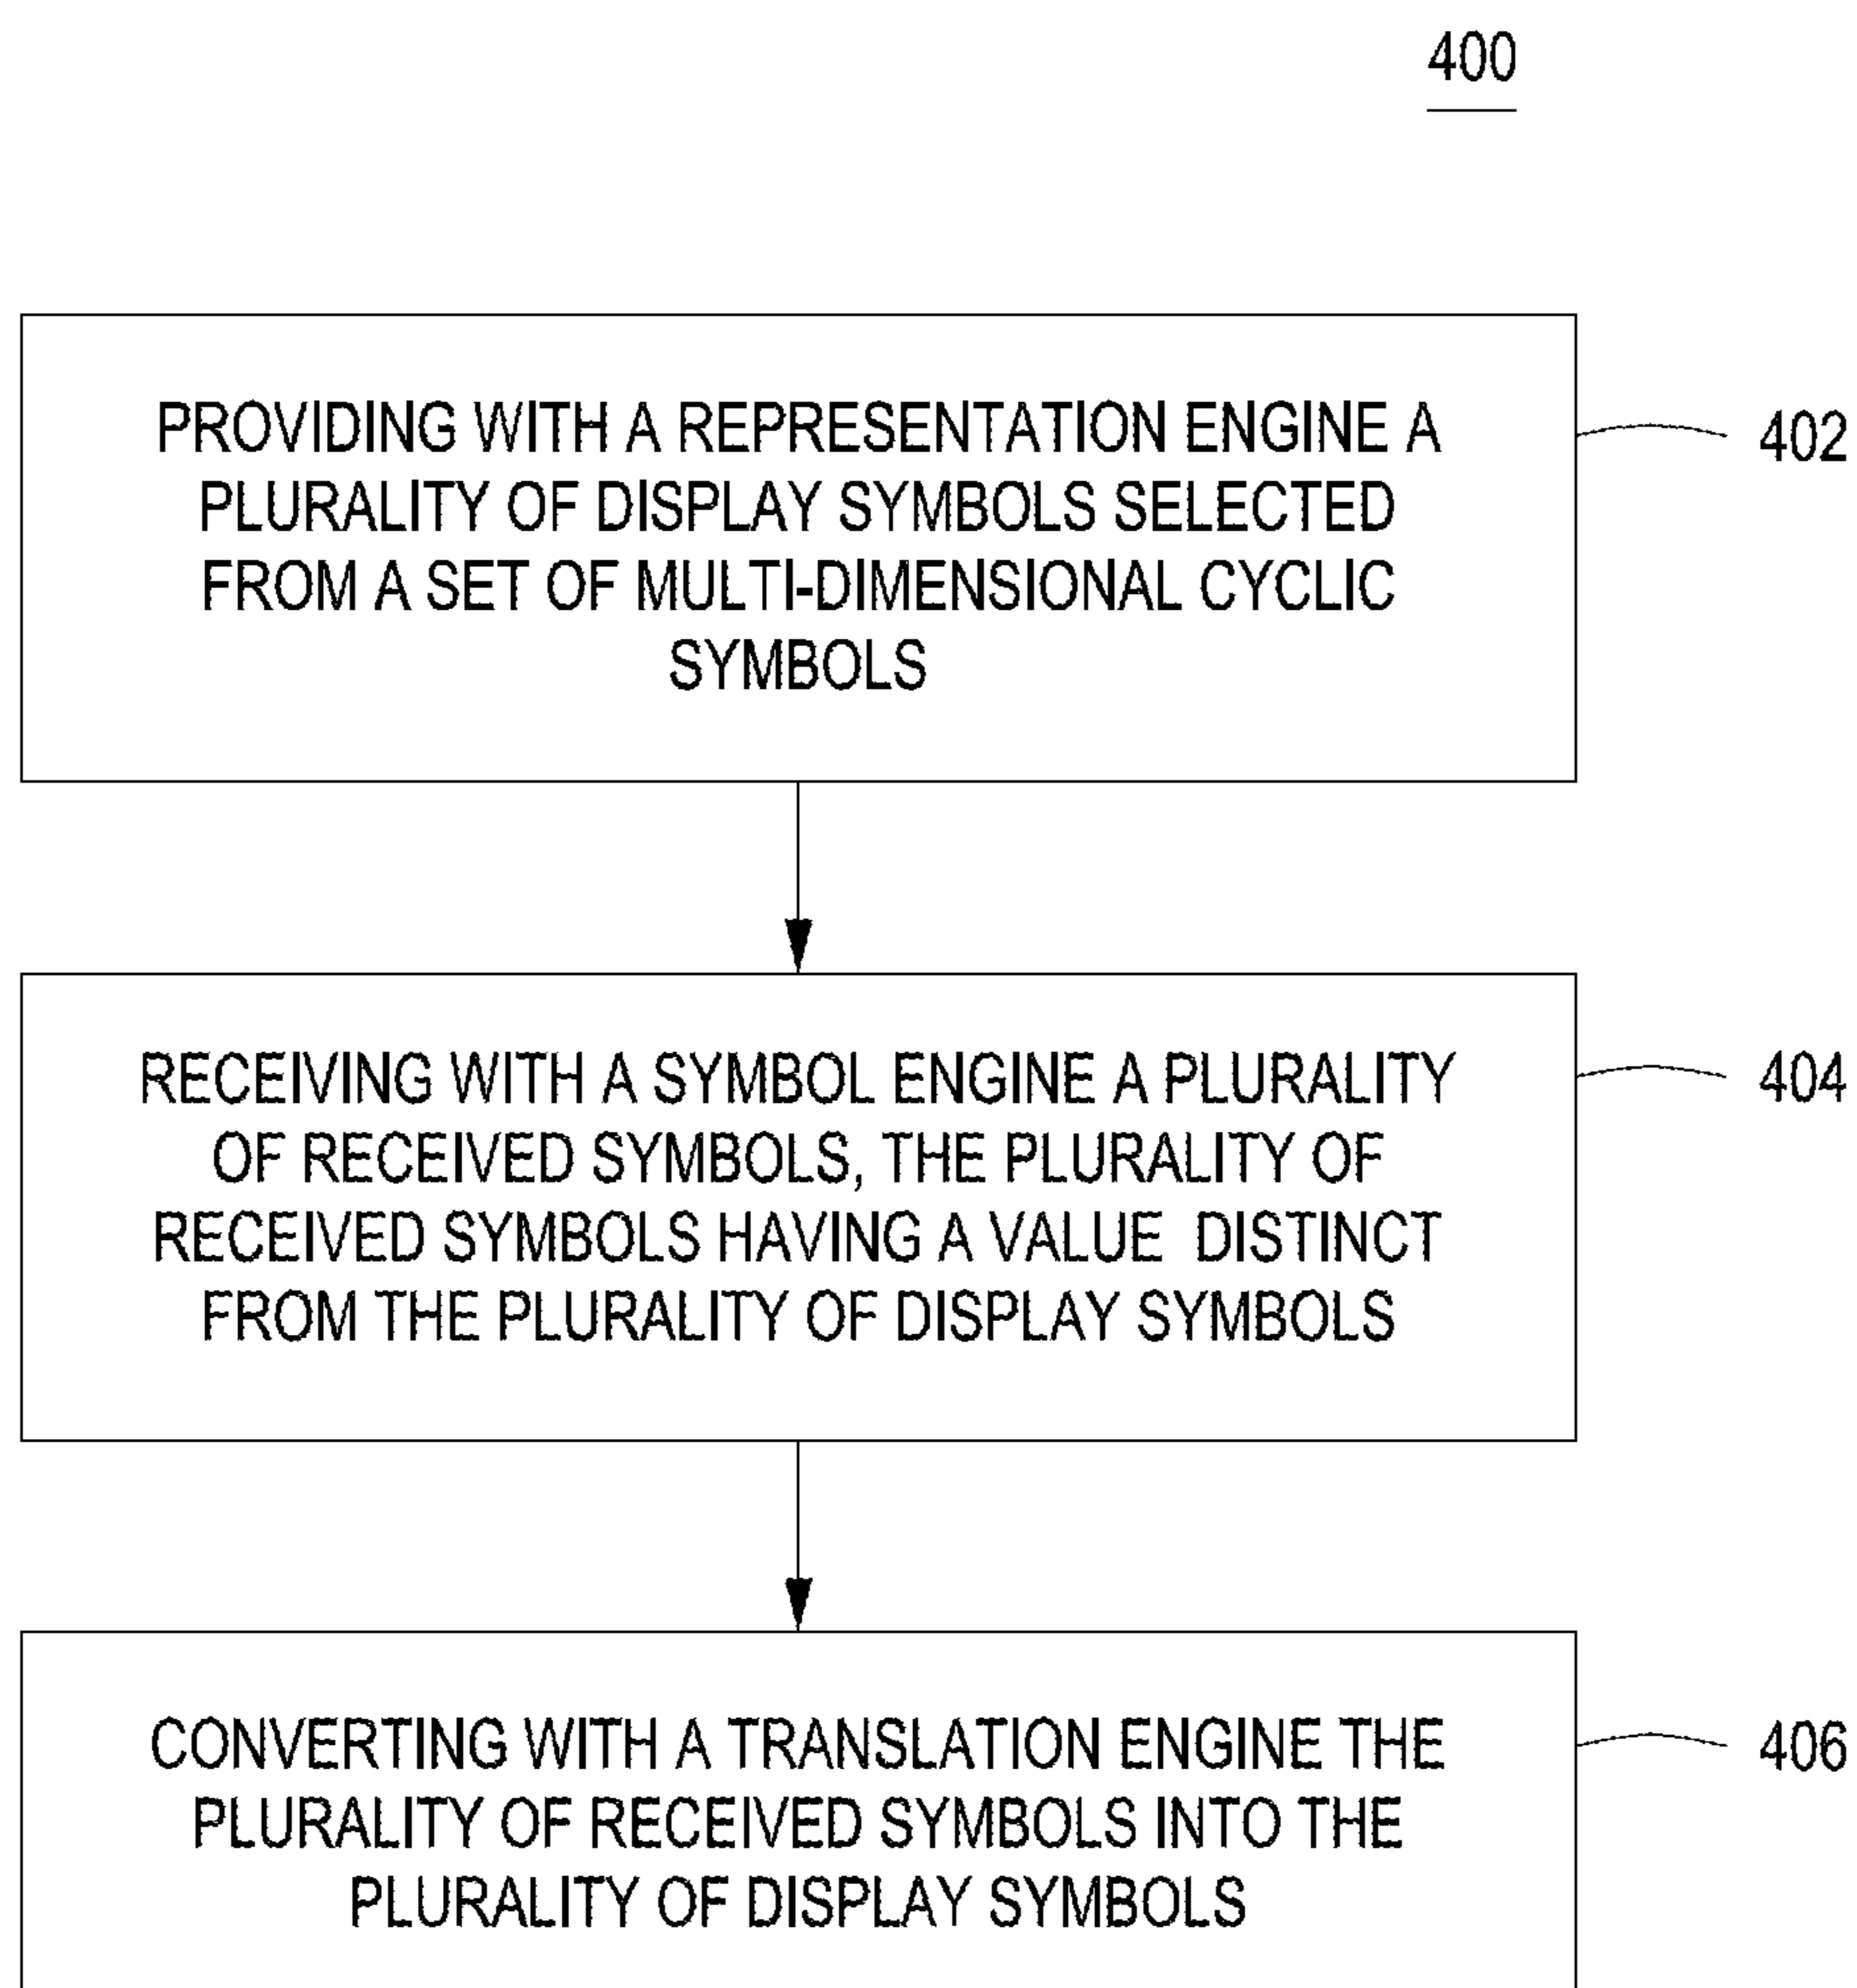 400
PROVIDING WITH A REPRESENTATION ENGINE A
PLURALITY OF DISPLAY SYMBOLS SELECTED
FROM A SET OF MULTI-DIMENSIONAL CYCLIC
SYMBOLS
402
RECEIVING WITH A SYMBOL ENGINE A PLURALITY
OF RECEIVED SYMBOLS, THE PLURALITY OF
RECEIVED SYMBOLS HAVING A VALUE DISTINCT
FROM THE PLURALITY OF DISPLAY SYMBOLS
404
CONVERTING WITH A TRANSLATION ENGINE THE
PLURALITY OF RECEIVED SYMBOLS INTO THE
PLURALITY OF DISPLAY SYMBOLS
406